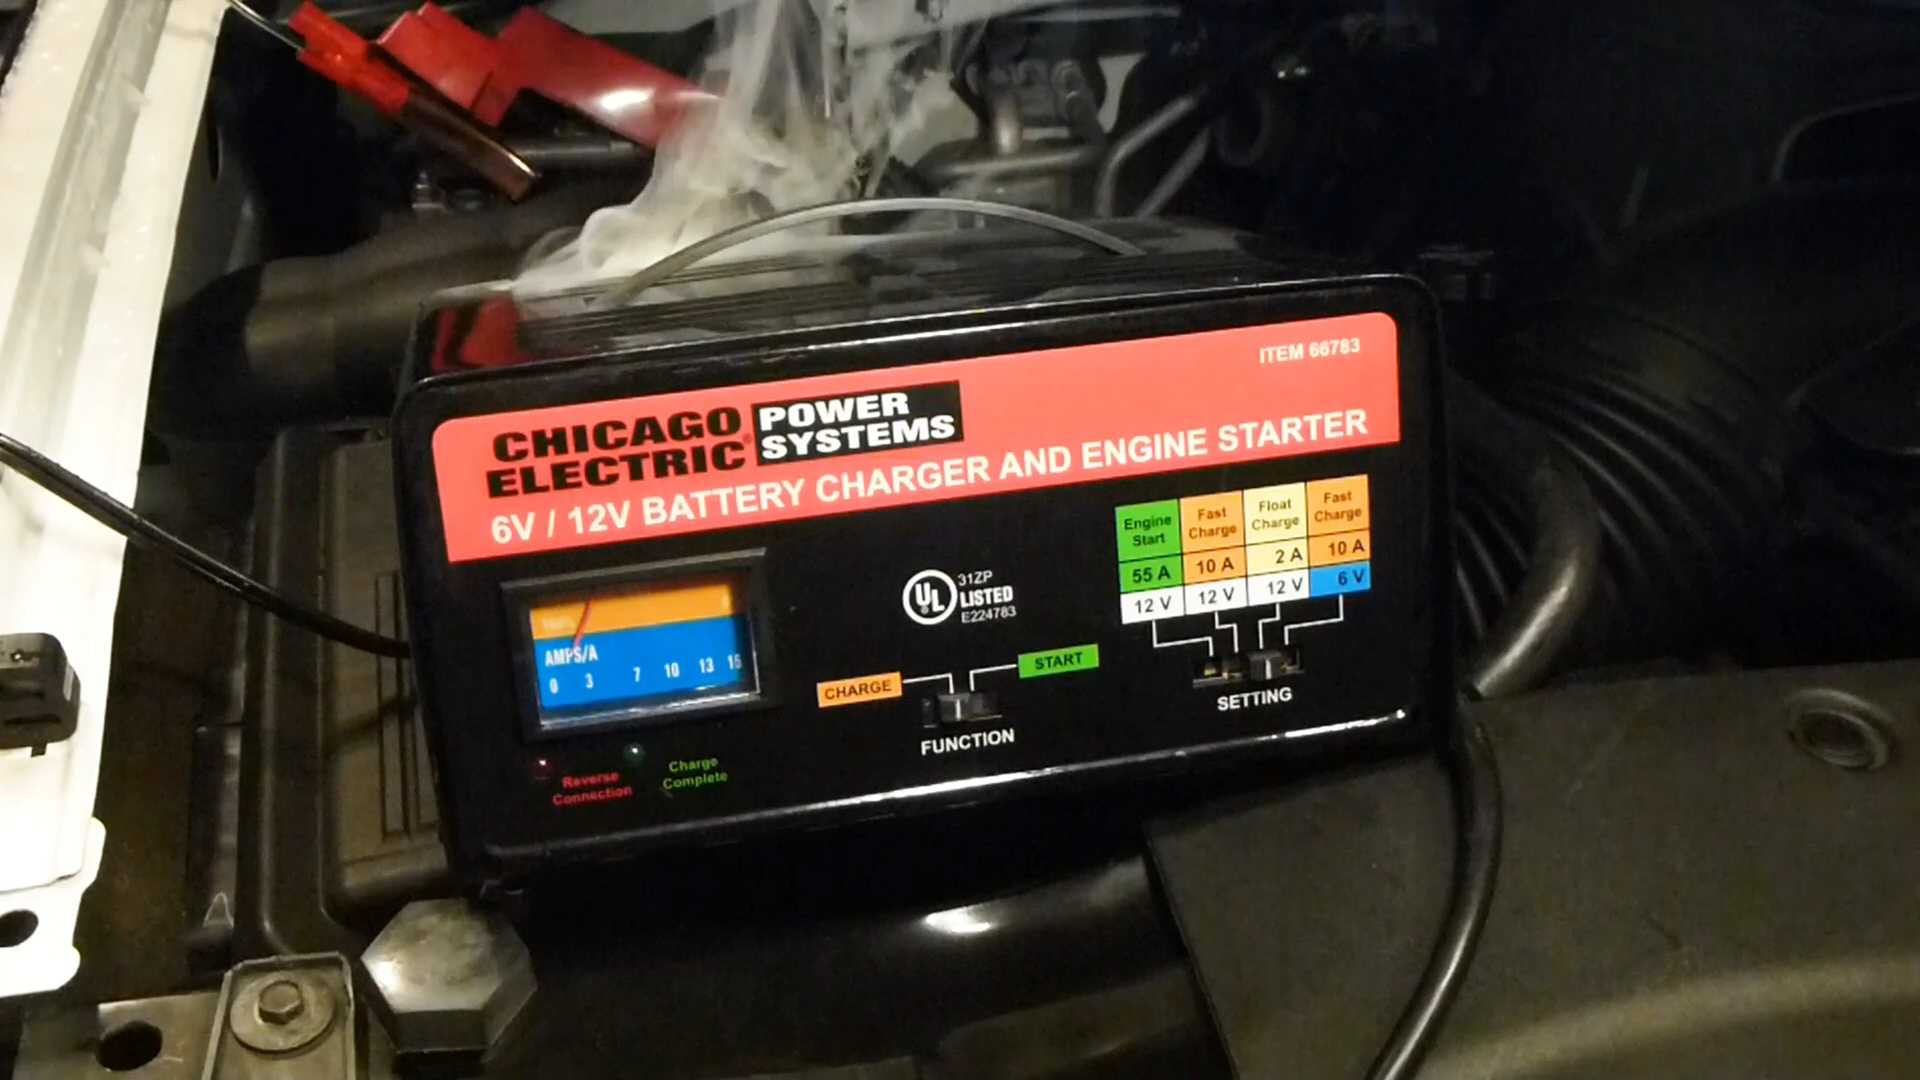 ITEM 66783
CHICAGO
ELECTRIC®
POWER
SYSTEMS
6V / 12V BATTERY CHARGER AND ENGINE STARTER
Engine
Start
Fast
Charge
Float
Charge
Fast
Charge
55 A
10 A
2 A
10 A
12 V
12 V
12 V
6 V
UL
31ZP
LISTED
E224783
AMPS/A
0 3 7 10 13 15
CHARGE
START
FUNCTION
SETTING
Reverse
Connection
Charge
Complete